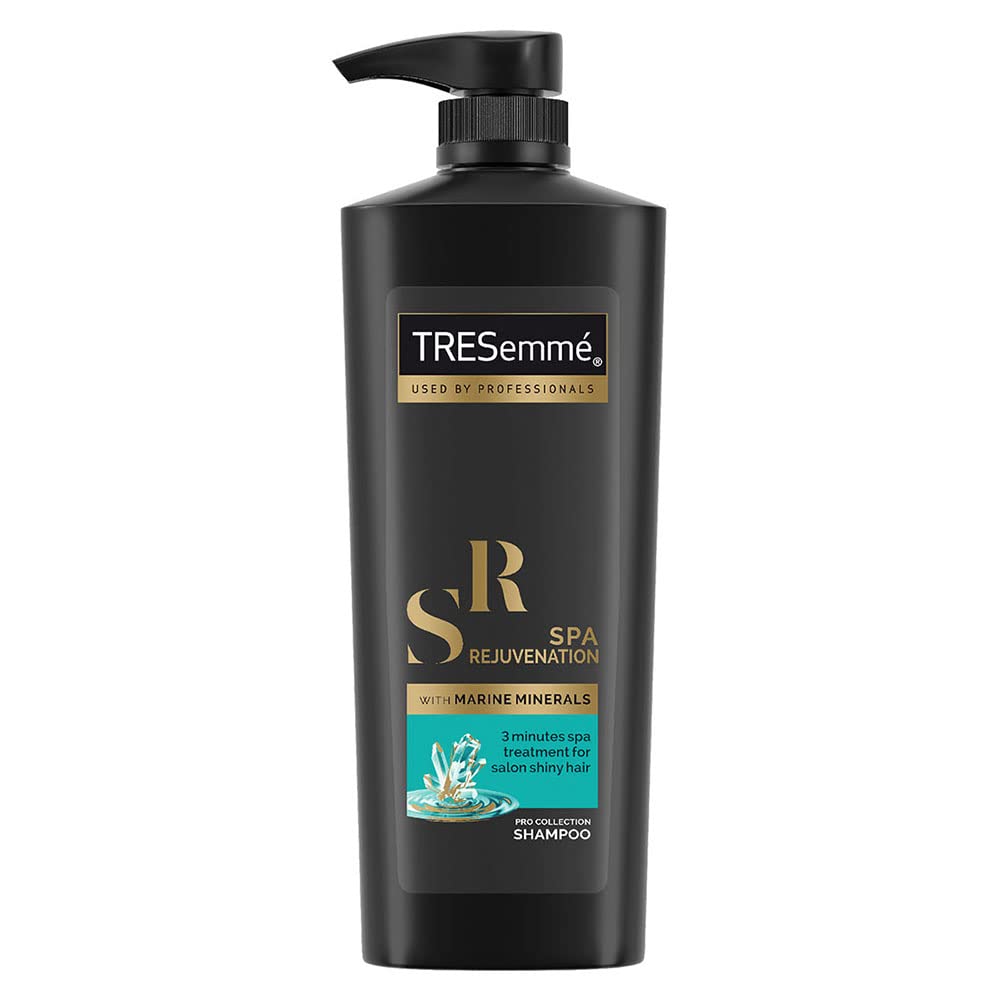 TRESemmé®
USED BY PROFESSIONALS
SR
SPA
REJUVENATION
WITH MARINE MINERALS
3 minutes spa
treatment for
salon shiny hair
PRO COLLECTION
SHAMPOO